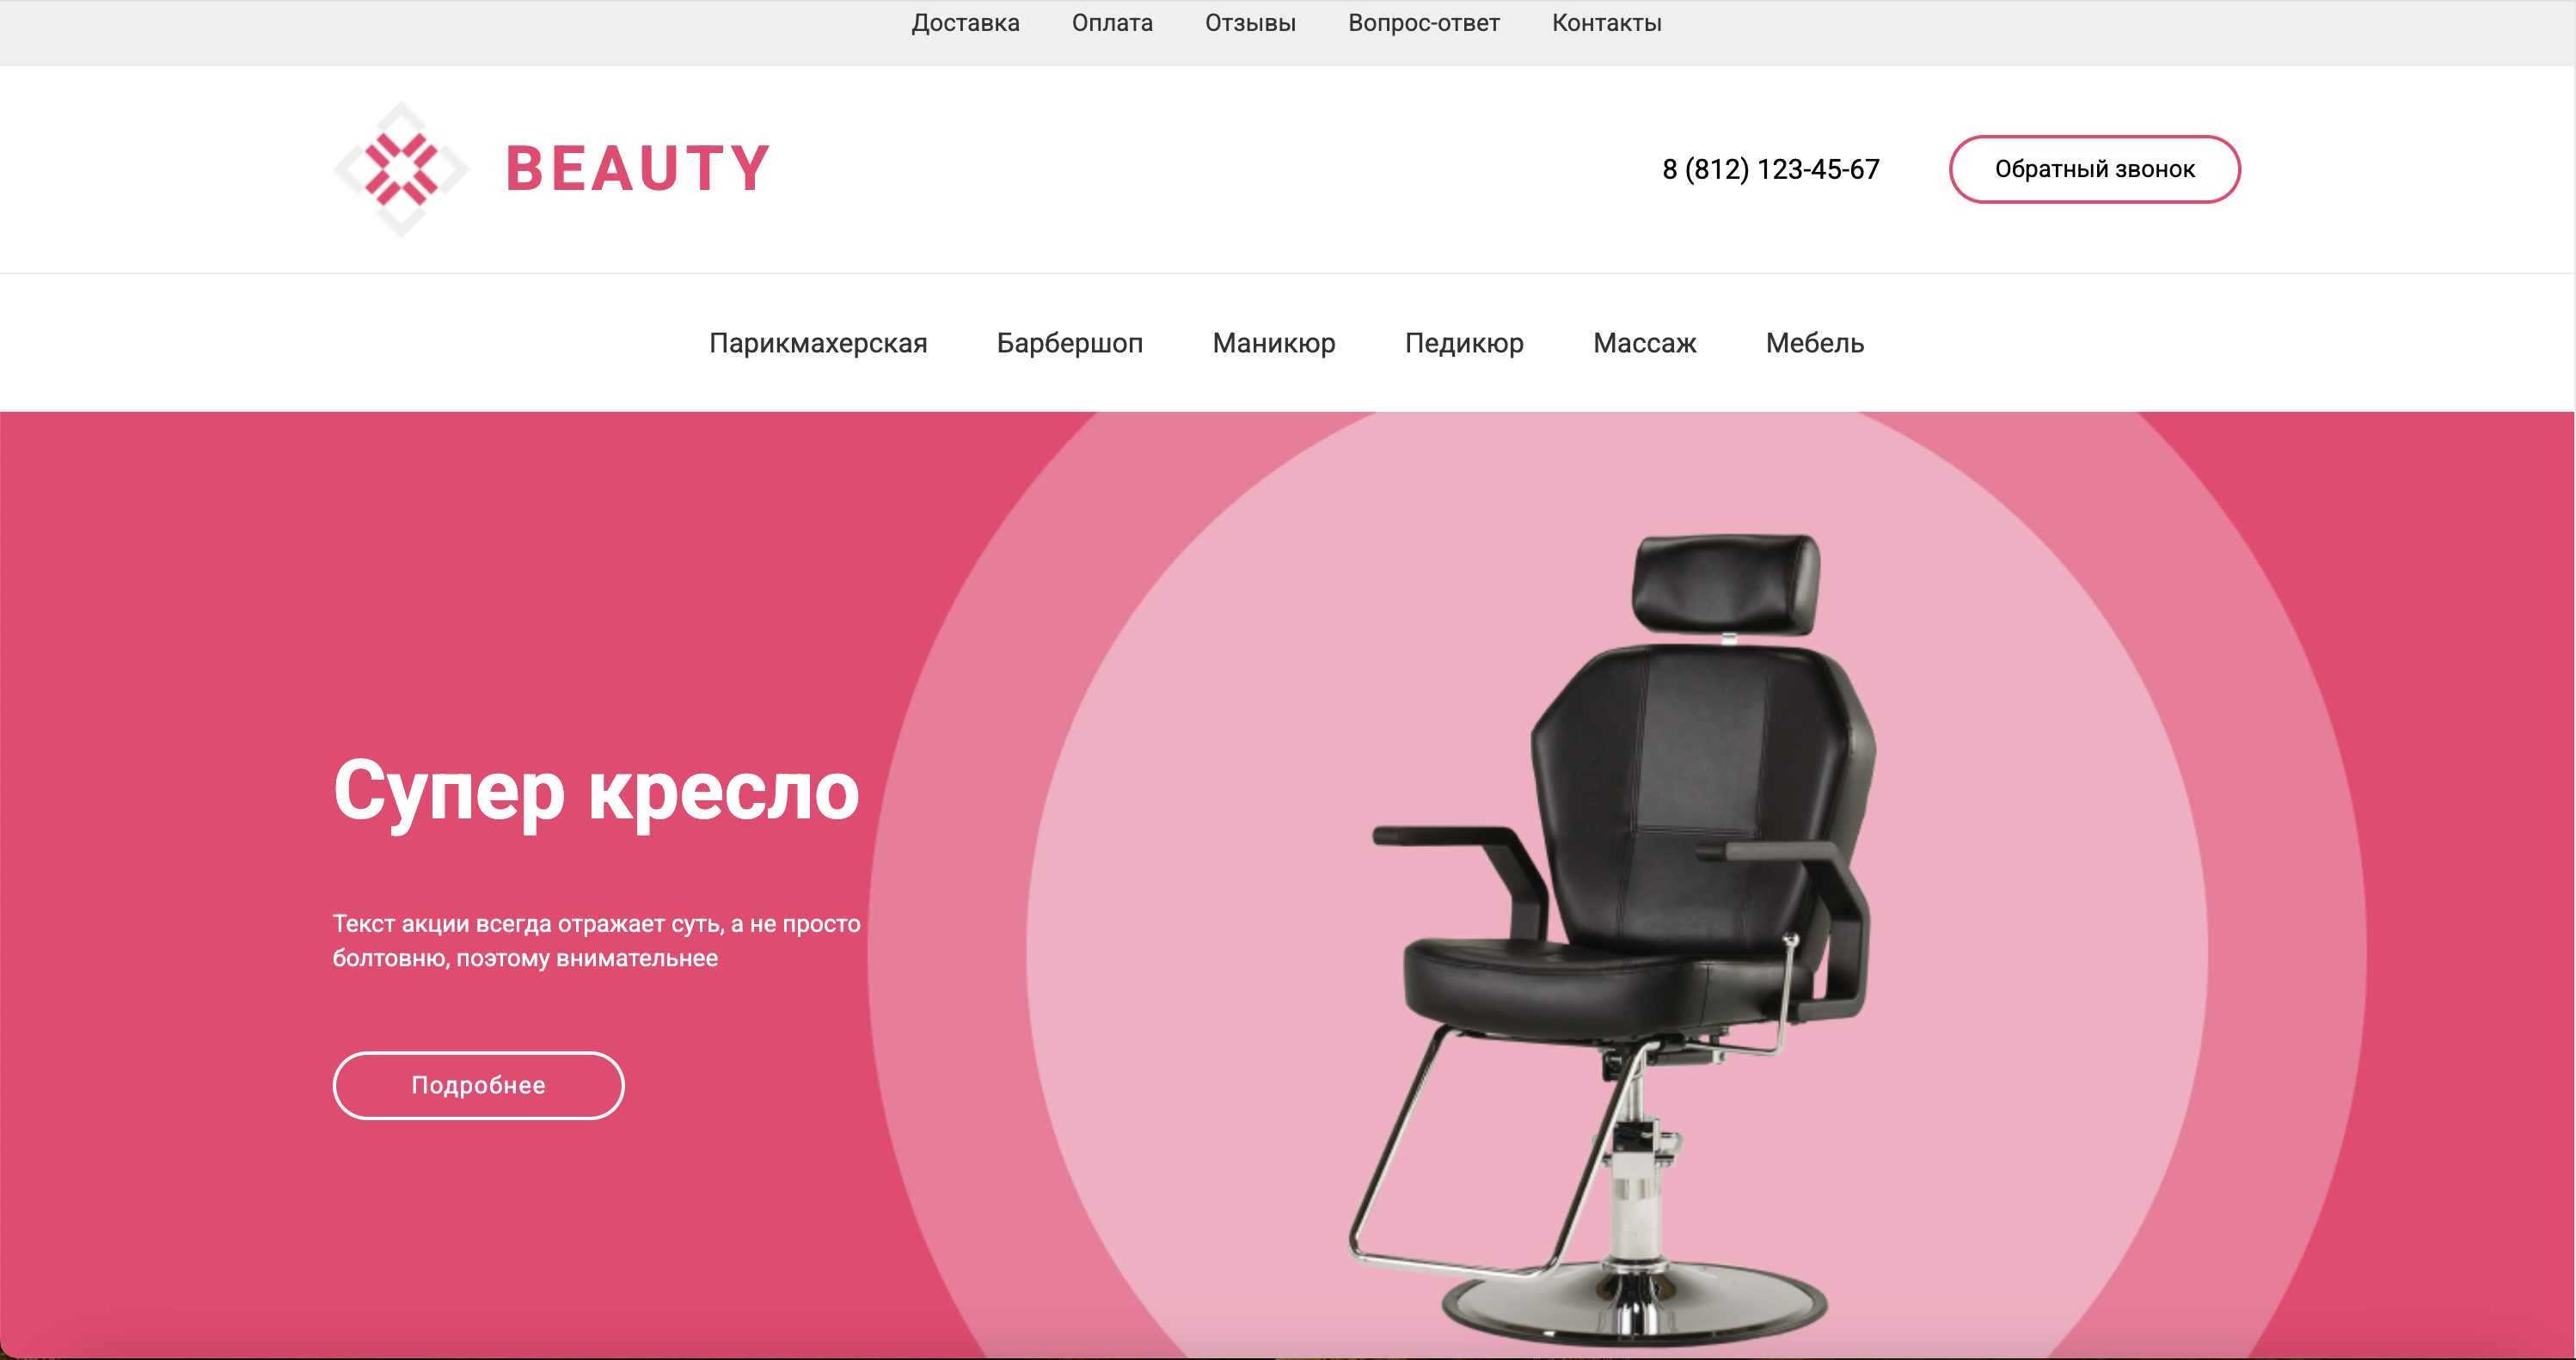 Доставка Оплата Отзывы Вопрос-ответ Контакты
BEAUTY
8 (812) 123-45-67
Обратный звонок
Парикмахерская Барбершоп Маникюр Педикюр Массаж Мебель
Супер кресло
Текст акции всегда отражает суть, а не просто
болтовню, поэтому внимательнее
Подробнее